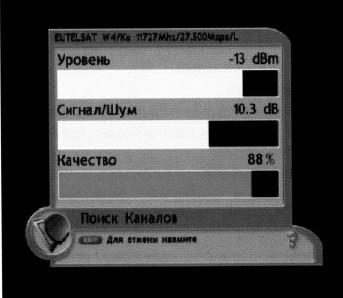 EUTELSAT W4/Ku 11727Mhz/27.500Msps/L
Уровень -13 dBm
Сигнал/Шум 10.3 dB
Качество 88%
Поиск Каналов
EXIT Для отмены нажмите